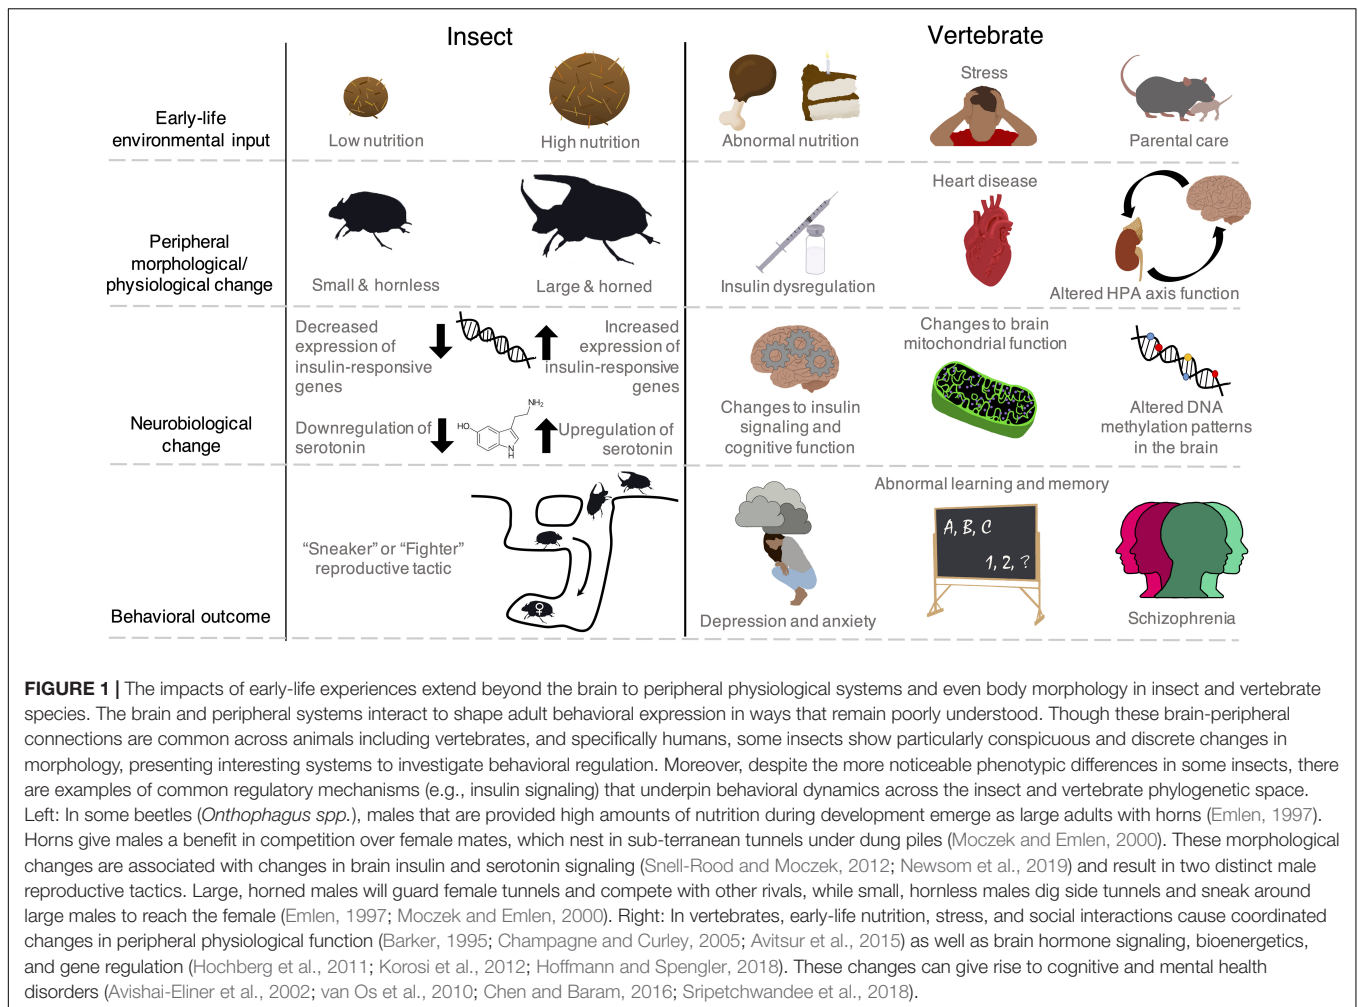 Insect
Vertebrate
Early-life
environmental input
Low nutrition
High nutrition
Abnormal nutrition
Stress
Parental care
Peripheral
morphological/
physiological change
Small & hornless
Large & horned
Insulin dysregulation
Heart disease
Altered HPA axis function
Neurobiological
change
Decreased
expression of
insulin-responsive
genes
Increased
expression of
insulin-responsive
genes
Downregulation of
serotonin
HO
NH2
N
H
Upregulation of
serotonin
Changes to insulin
signaling and
cognitive function
Changes to brain
mitochondrial function
Altered DNA
methylation patterns
in the brain
Behavioral outcome
“Sneaker” or “Fighter”
reproductive tactic
♀
Depression and anxiety
Abnormal learning and memory
A, B, C
1, 2, ?
Schizophrenia
FIGURE 1 | The impacts of early-life experiences extend beyond the brain to peripheral physiological systems and even body morphology in insect and vertebrate
species. The brain and peripheral systems interact to shape adult behavioral expression in ways that remain poorly understood. Though these brain-peripheral
connections are common across animals including vertebrates, and specifically humans, some insects show particularly conspicuous and discrete changes in
morphology, presenting interesting systems to investigate behavioral regulation. Moreover, despite the more noticeable phenotypic differences in some insects, there
are examples of common regulatory mechanisms (e.g., insulin signaling) that underpin behavioral dynamics across the insect and vertebrate phylogenetic space.
Left: In some beetles (Onthophagus spp.), males that are provided high amounts of nutrition during development emerge as large adults with horns (Emlen, 1997).
Horns give males a benefit in competition over female mates, which nest in sub-terranean tunnels under dung piles (Moczek and Emlen, 2000). These morphological
changes are associated with changes in brain insulin and serotonin signaling (Snell-Rood and Moczek, 2012; Newsom et al., 2019) and result in two distinct male
reproductive tactics. Large, horned males will guard female tunnels and compete with other rivals, while small, hornless males dig side tunnels and sneak around
large males to reach the female (Emlen, 1997; Moczek and Emlen, 2000). Right: In vertebrates, early-life nutrition, stress, and social interactions cause coordinated
changes in peripheral physiological function (Barker, 1995; Champagne and Curley, 2005; Avitsur et al., 2015) as well as brain hormone signaling, bioenergetics,
and gene regulation (Hochberg et al., 2011; Korosi et al., 2012; Hoffmann and Spengler, 2018). These changes can give rise to cognitive and mental health
disorders (Avishai-Eliner et al., 2002; van Os et al., 2010; Chen and Baram, 2016; Sripetchwandee et al., 2018).